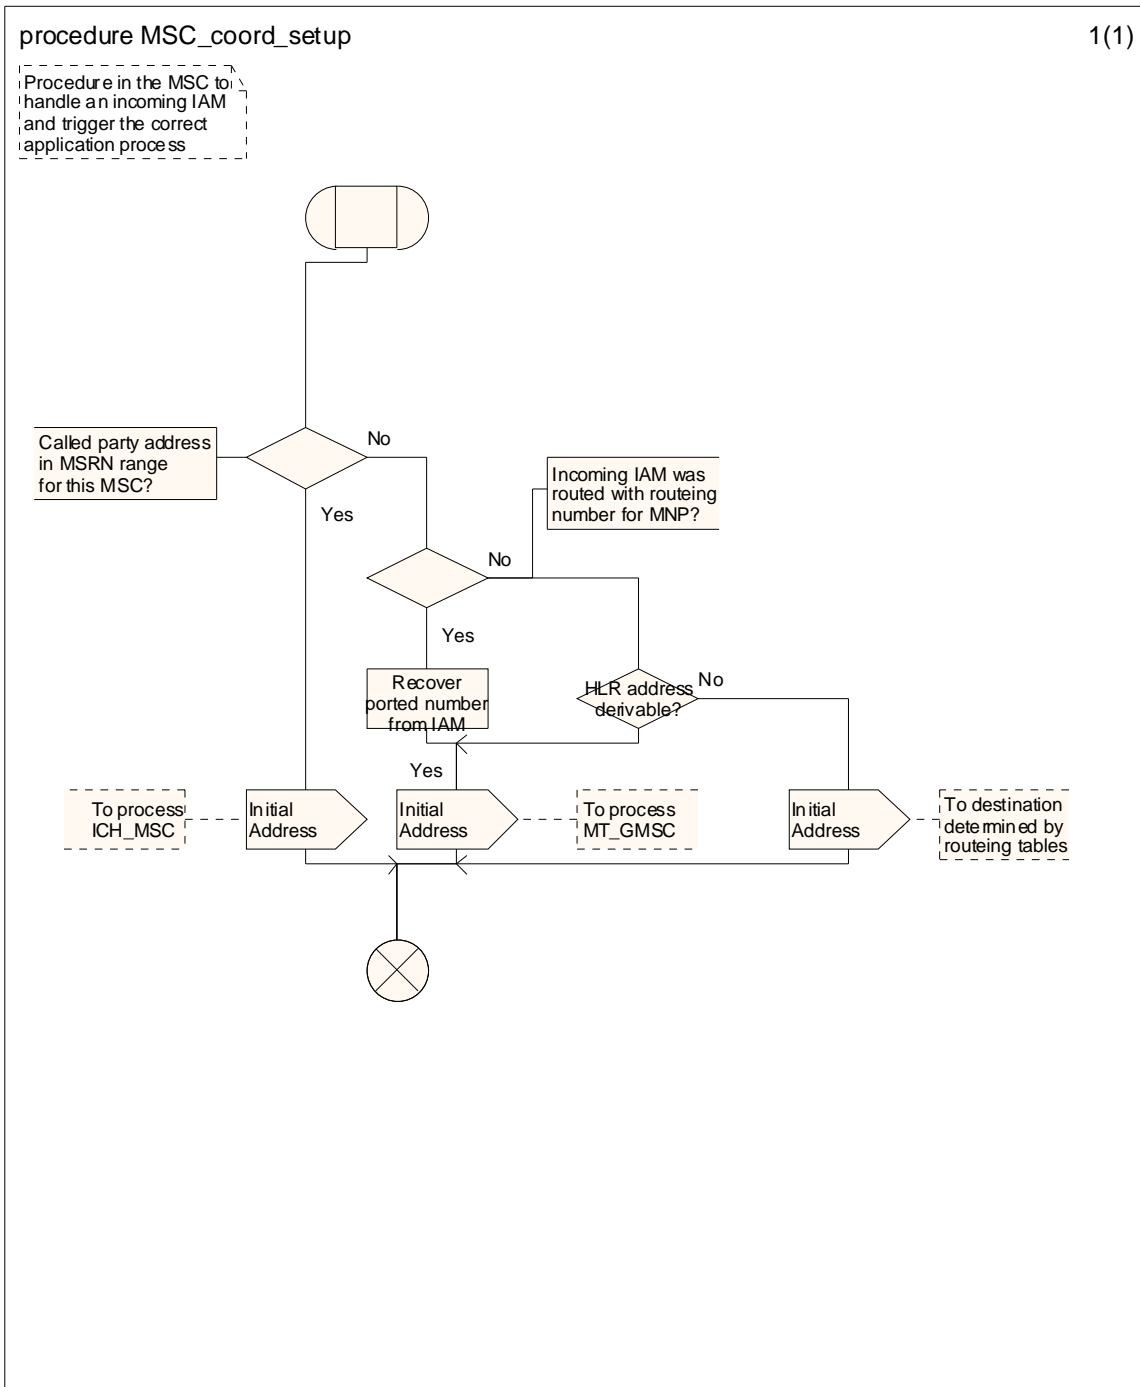 procedure MSC_coord_setup
1(1)
Procedure in the MSC to
handle an incoming IAM
and trigger the correct
application process
Called party address
in MSRN range
for this MSC?
No
Yes
Incoming IAM was
routed with routeing
number for MNP?
No
Yes
Recover
ported number
from IAM
HLR address
derivable?
No
Yes
To process
ICH_MSC
Initial
Address
Initial
Address
To process
MT_GMSC
Initial
Address
To destination
determined by
routeing tables